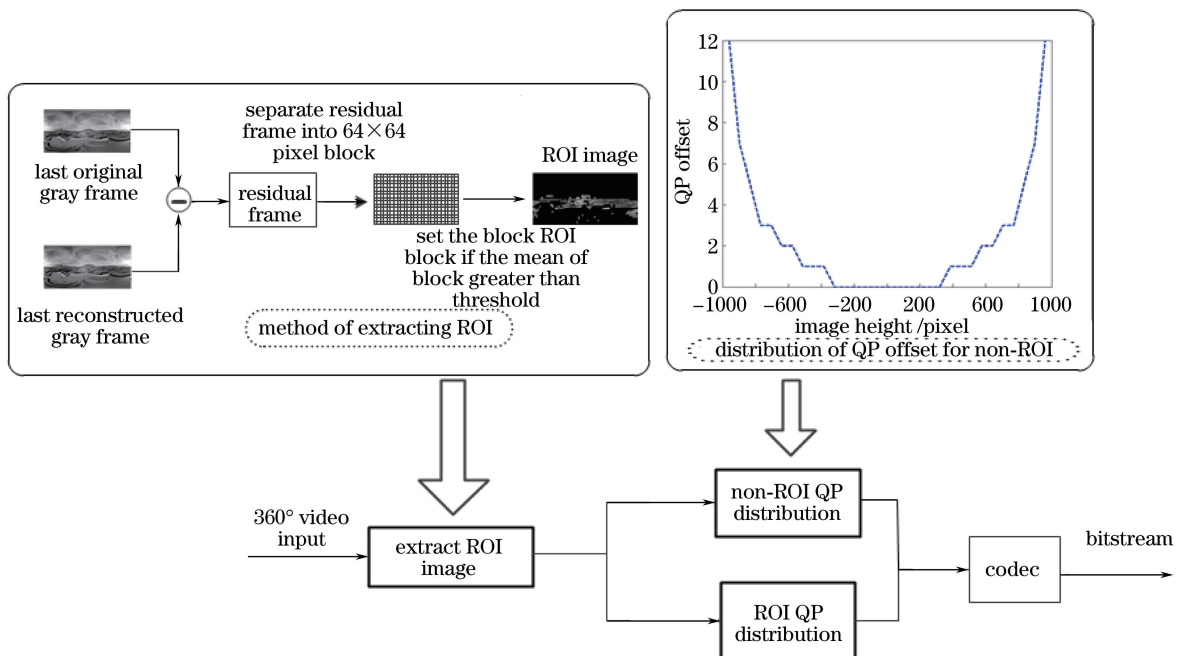 last original
gray frame
last reconstructed
gray frame
separate residual
frame into 64×64
pixel block
residual
frame
ROI image
set the block ROI
block if the mean of
block greater than
threshold
method of extracting ROI
QP offset
12
10
8
6
4
2
0
-1000 -600 -200 200 600 1000
image height /pixel
distribution of QP offset for non-ROI
360° video
input
extract ROI
image
non-ROI QP
distribution
ROI QP
distribution
codec
bitstream